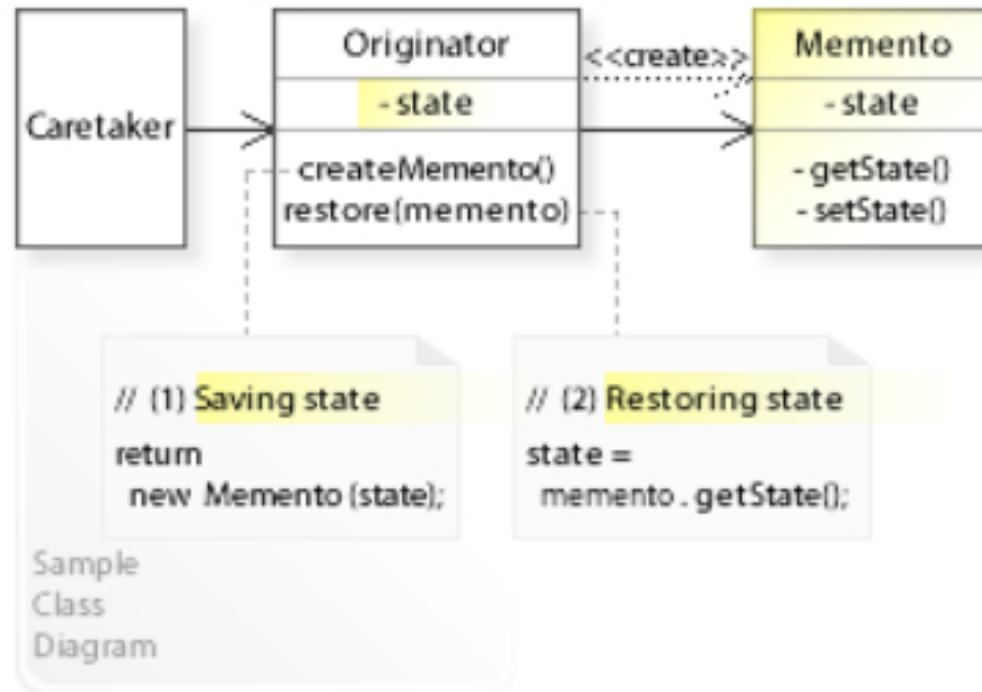 Caretaker
Originator
- state
createMemento()
restore(memento)
<<create>>
Memento
- state
- getState()
- setState()
// (1) Saving state
return
new Memento (state);
// (2) Restoring state
state =
memento . getState();
Sample
Class
Diagram